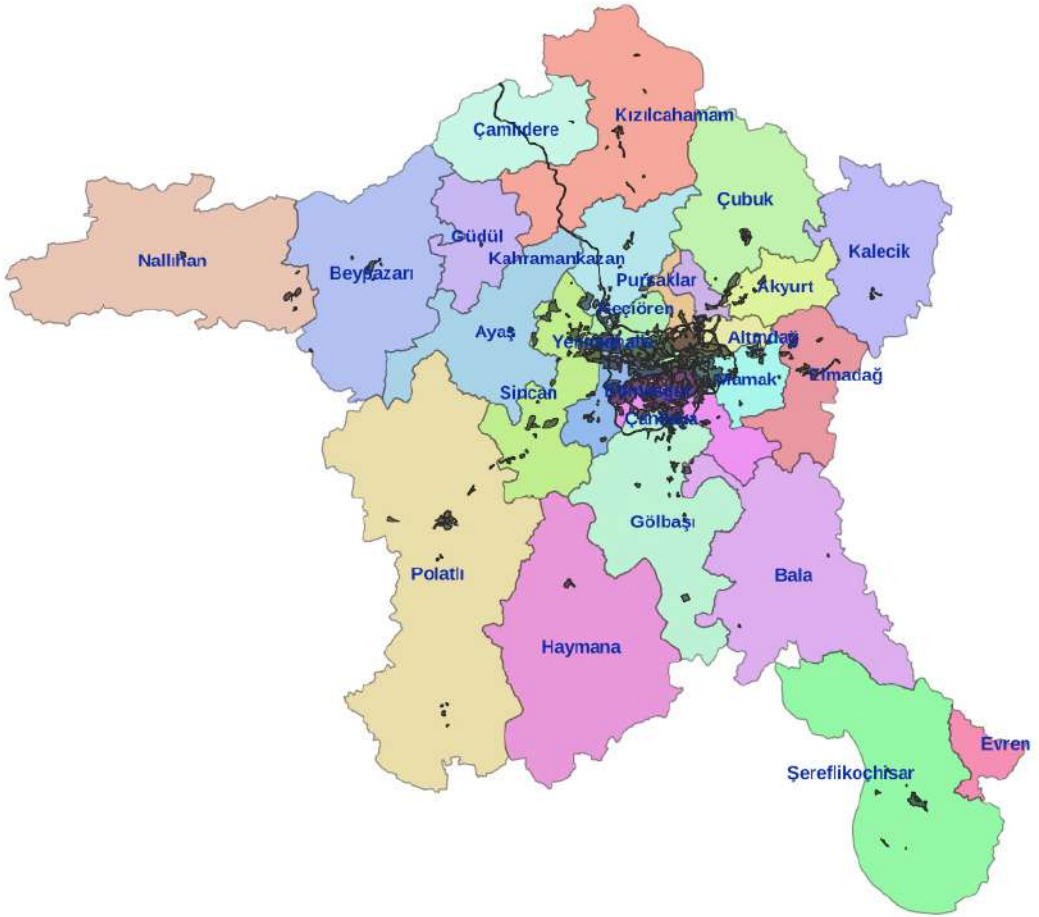 Kızılcahamam
Çamlıdere
Çubuk
Güdül
Kalecik
Kahramankazan
Nallıhan
Beypazarı
Pursaklar
Akyurt
Keçiören
Ayaş
Altındağ
Yenimahalle
Elmadağ
Mamak
Sincan
Çankaya
Gölbaşı
Polatlı
Bala
Haymana
Evren
Şereflikoçhisar